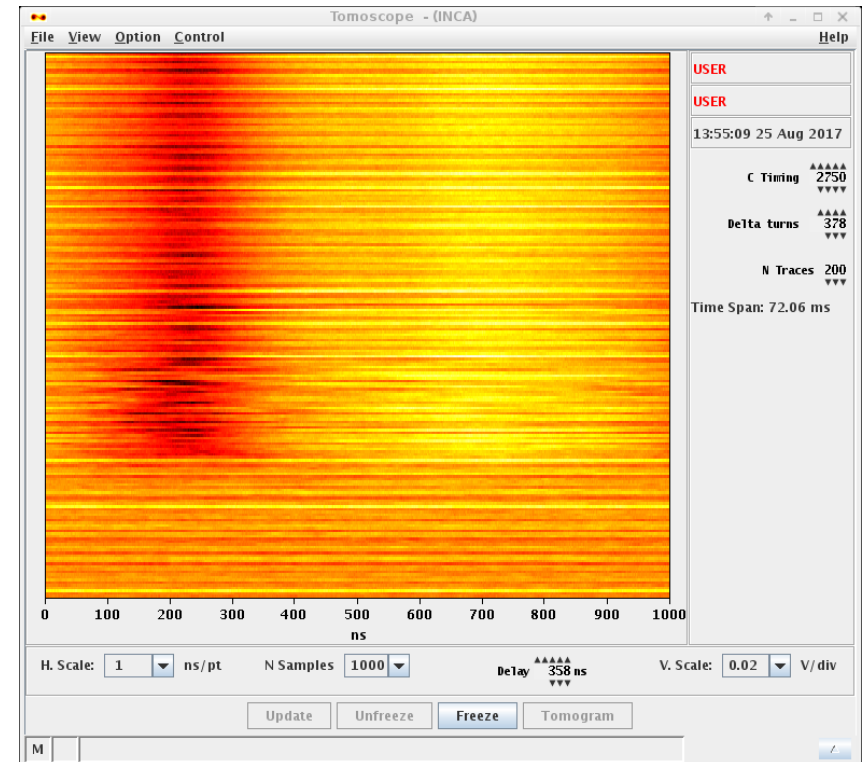 Tomoscope - (INCA)
File View Option Control Help
USER
USER
13:55:09 25 Aug 2017
C Timing 2750
Delta turns 378
N Traces 200
Time Span: 72.06 ms
0 100 200 300 400 500 600 700 800 900 1000
ns
H. Scale: 1 ns/pt N Samples 1000 Delay 358 ns V. Scale: 0.02 V/div
Update Unfreeze Freeze Tomogram
M